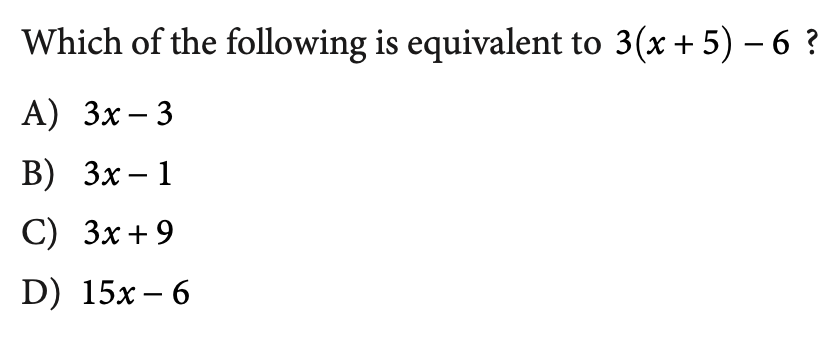 Which of the following is equivalent to 3(x + 5) – 6 ?
A) 3x – 3
B) 3x – 1
C) 3x + 9
D) 15x – 6